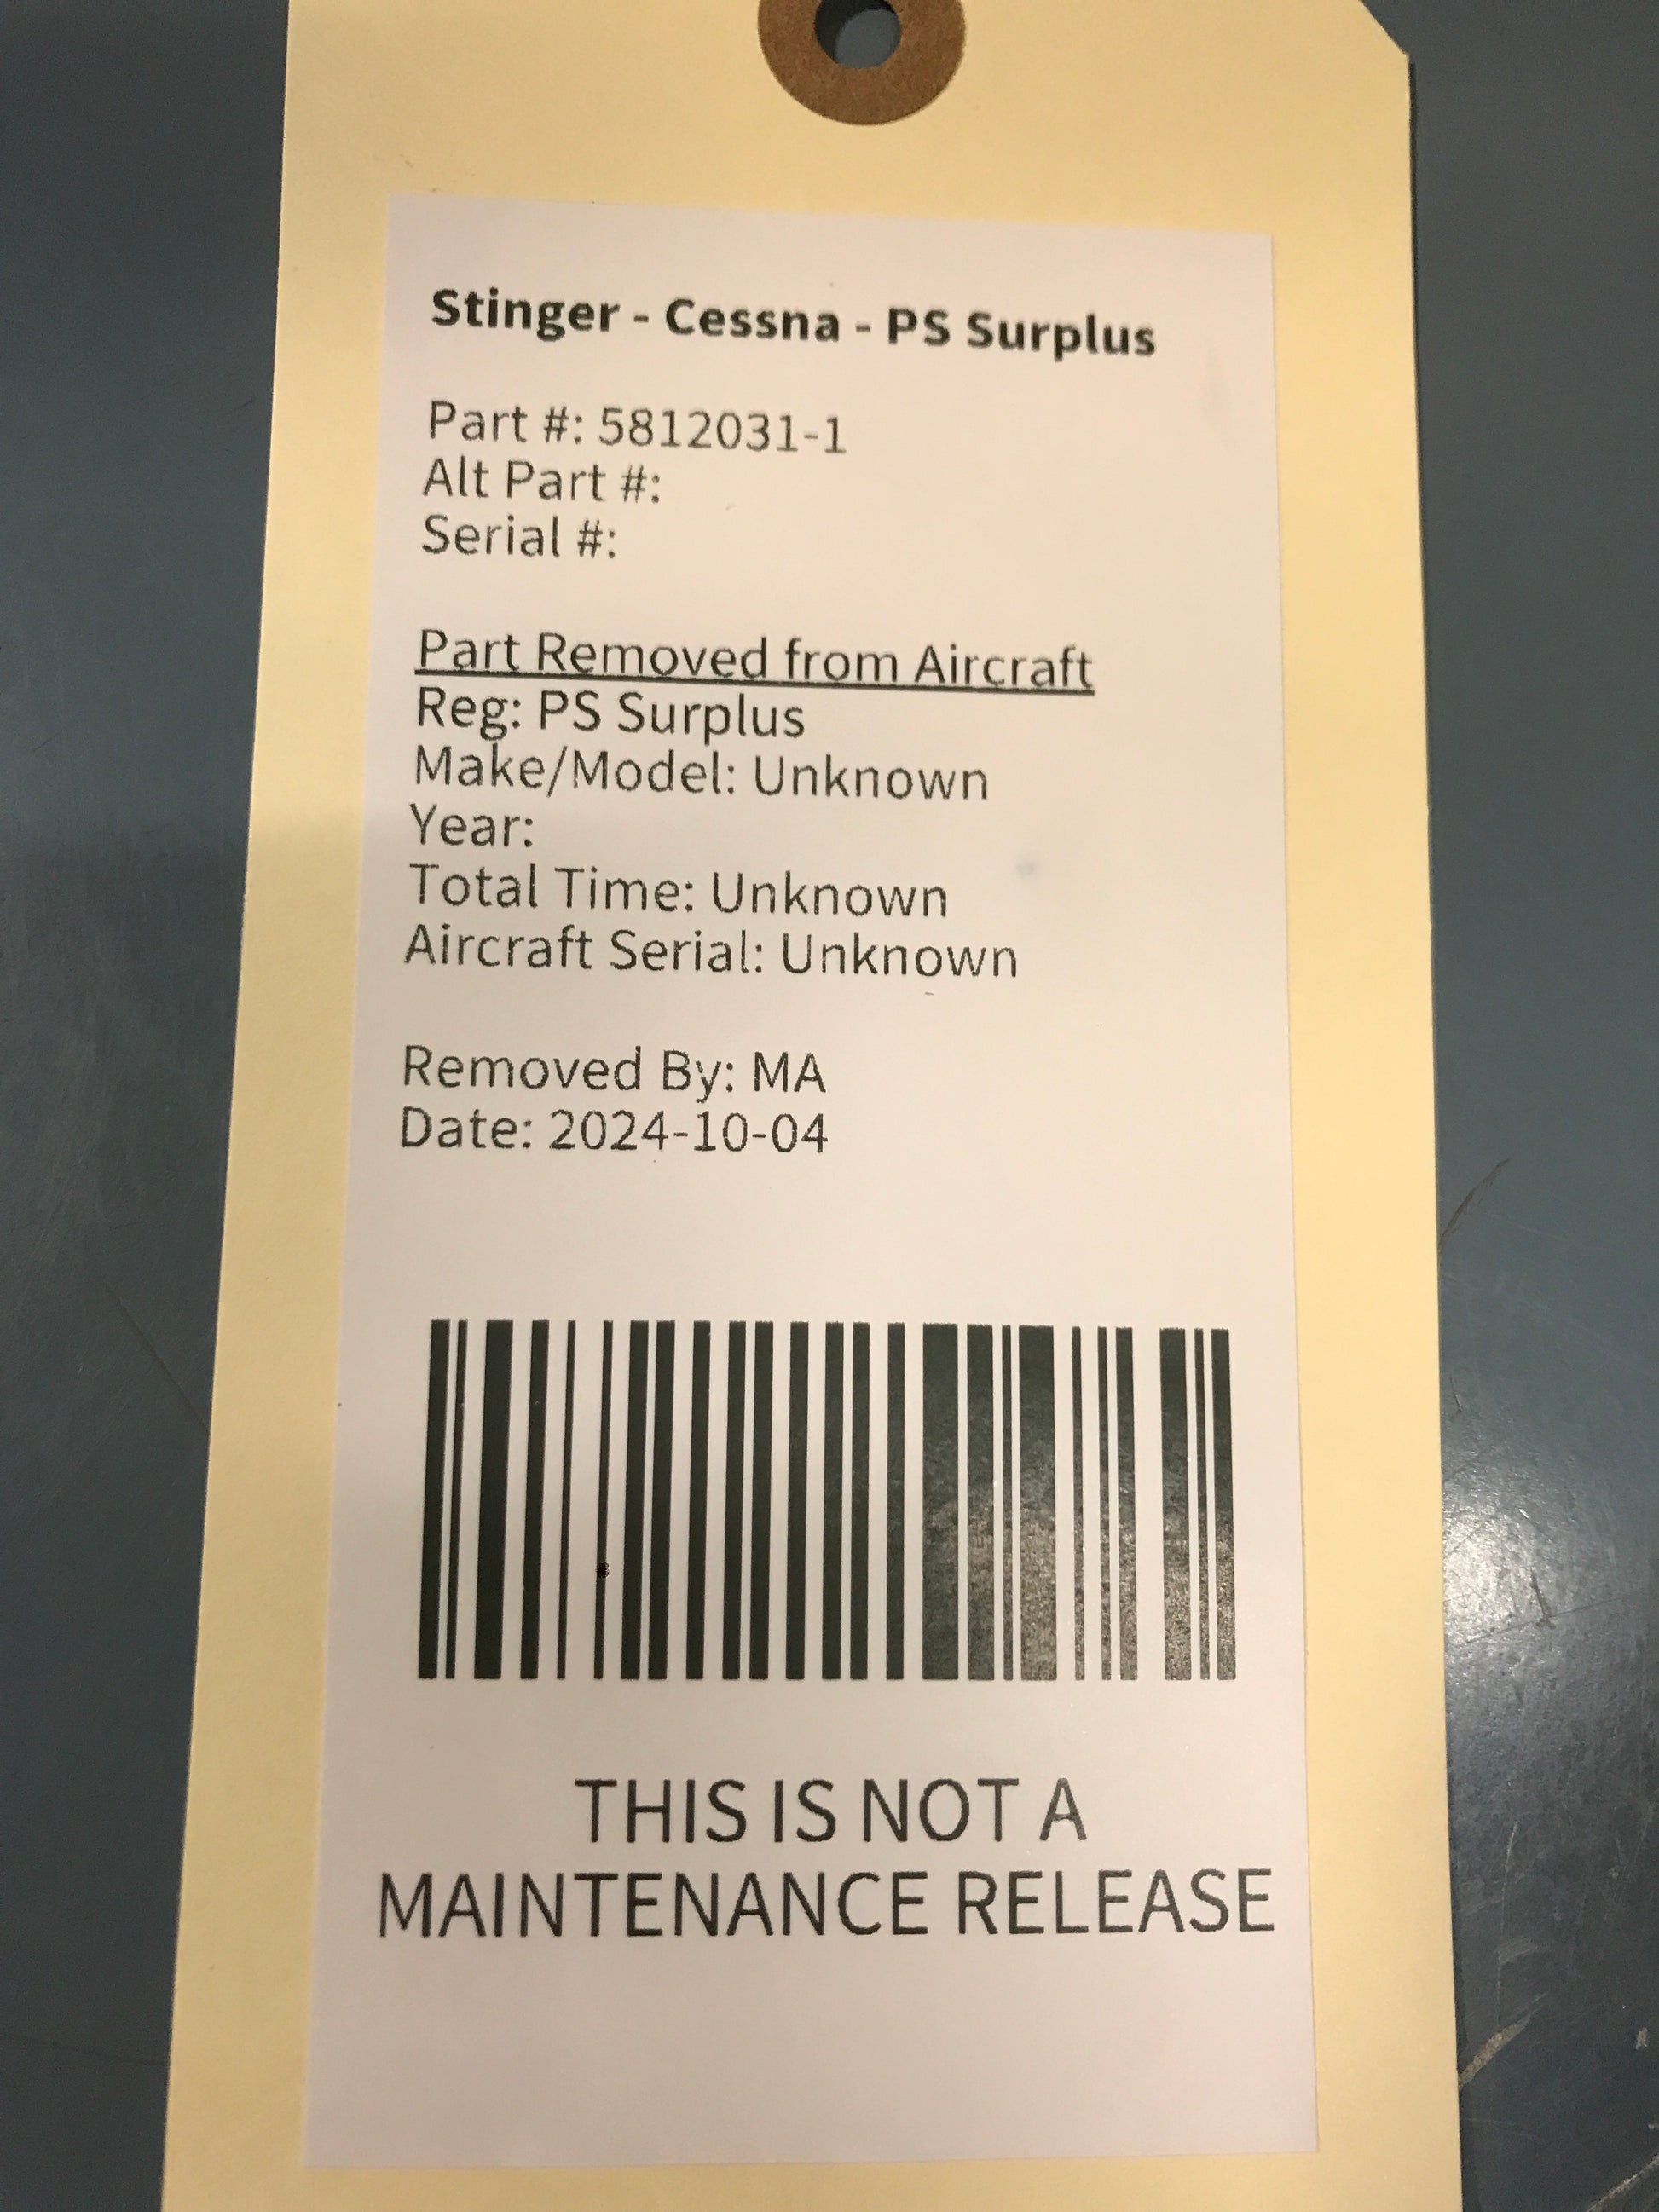 Stinger - Cessna - PS Surplus
Part #: 5812031-1
Alt Part #:
Serial #:
Part Removed from Aircraft
Reg: PS Surplus
Make/Model: Unknown
Year:
Total Time: Unknown
Aircraft Serial: Unknown
Removed By: MA
Date: 2024-10-04
THIS IS NOT A
MAINTENANCE RELEASE